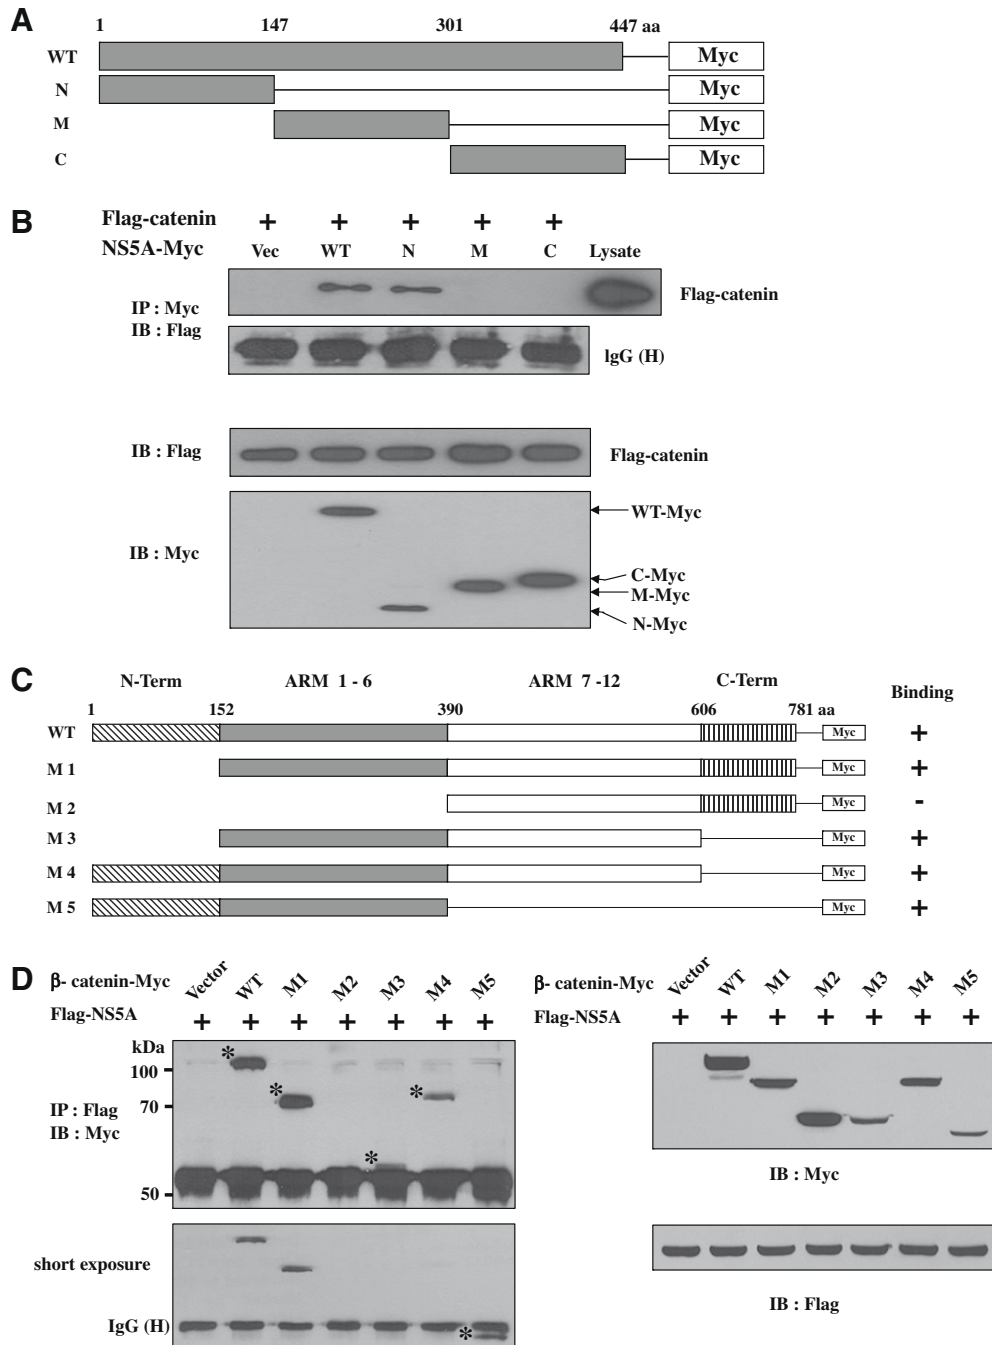 A
1 147 301 447 aa
WT Myc
N Myc
M Myc
C Myc
B
Flag-catenin + + + + +
NS5A-Myc Vec WT N M C Lysate
IP : Myc
IB : Flag
Flag-catenin
IgG (H)
IB : Flag
Flag-catenin
IB : Myc
WT-Myc
C-Myc
M-Myc
N-Myc
C
N-Term ARM 1 - 6 ARM 7 -12 C-Term Binding
1 152 390 606 781 aa
WT Myc +
M 1 Myc +
M 2 Myc -
M 3 Myc +
M 4 Myc +
M 5 Myc +
D
β- catenin-Myc Vector WT M1 M2 M3 M4 M5
Flag-NS5A + + + + + + +
kDa
100
70
50
IP : Flag
IB : Myc
* * * *
short exposure
IgG (H)
*
β- catenin-Myc Vector WT M1 M2 M3 M4 M5
Flag-NS5A + + + + + + +
IB : Myc
IB : Flag